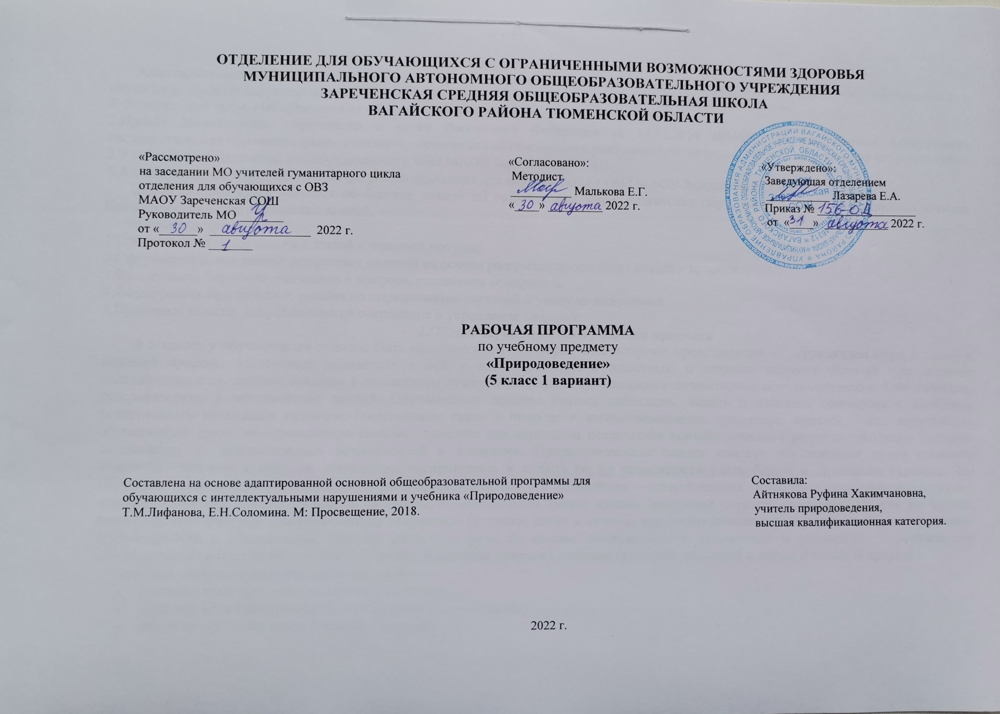 ОТДЕЛЕНИЕ ДЛЯ ОБУЧАЮЩИХСЯ С ОГРАНИЧЕННЫМИ ВОЗМОЖНОСТЯМИ ЗДОРОВЬЯ
МУНИЦИПАЛЬНОГО АВТОНОМНОГО ОБЩЕОБРАЗОВАТЕЛЬНОГО УЧРЕЖДЕНИЯ
ЗАРЕЧЕНСКАЯ СРЕДНЯЯ ОБЩЕОБРАЗОВАТЕЛЬНАЯ ШКОЛА
ВАГАЙСКОГО РАЙОНА ТЮМЕНСКОЙ ОБЛАСТИ
«Рассмотрено»
на заседании МО учителей гуманитарного цикла
отделения для обучающихся с ОВЗ
МАОУ Зареченская СОШ
Руководитель МО
от «30» августа 2022 г.
Протокол № 1
«Согласовано»:
Методист
Малькова Е.Г.
«30» августа 2022 г.
«Утверждено»:
Заведующая отделением
Лазарева Е.А.
Приказ № 156-ОД
от «31» августа 2022 г.
МАОУ
Зареченская
СОШ
РАБОЧАЯ ПРОГРАММА
по учебному предмету
«Природоведение»
(5 класс 1 вариант)
Составлена на основе адаптированной основной общеобразовательной программы для
обучающихся с интеллектуальными нарушениями и учебника «Природоведение»
Т.М.Лифанова, Е.Н.Соломина. М: Просвещение, 2018.
Составила:
Айтнякова Руфина Хакимчановна,
учитель природоведения,
высшая квалификационная категория.
2022 г.